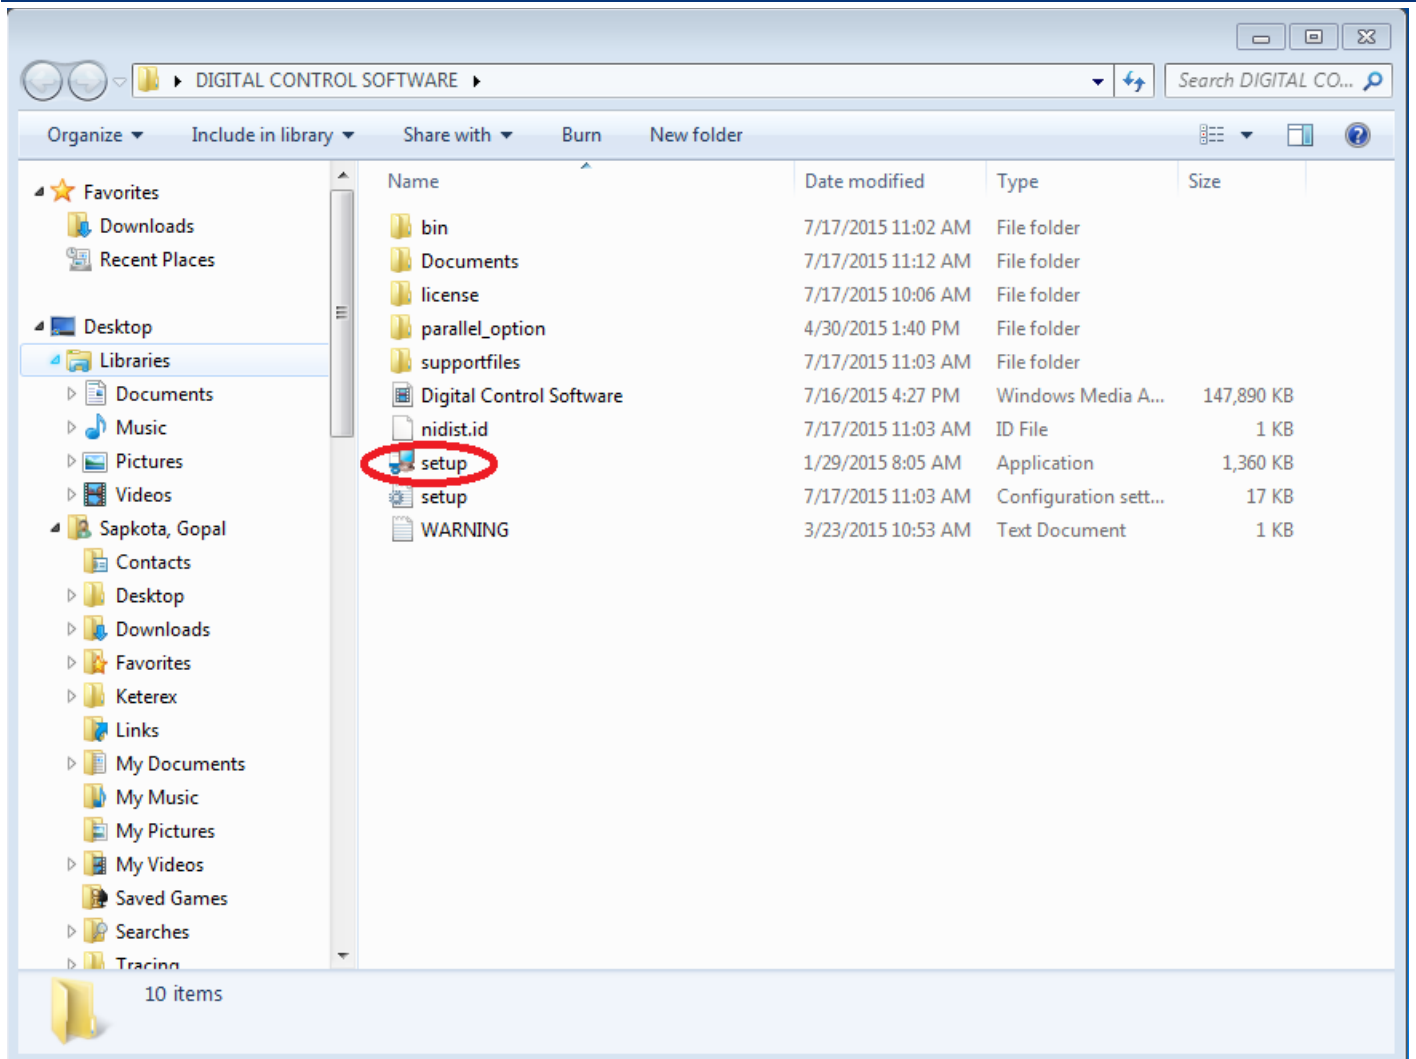 DIGITAL CONTROL SOFTWARE
Search DIGITAL CO...
Organize Include in library Share with Burn New folder
Favorites
Downloads
Recent Places
Desktop
Libraries
Documents
Music
Pictures
Videos
Sapkota, Gopal
Contacts
Desktop
Downloads
Favorites
Keterex
Links
My Documents
My Music
My Pictures
My Videos
Saved Games
Searches
Tracing
Name Date modified Type Size
bin 7/17/2015 11:02 AM File folder
Documents 7/17/2015 11:12 AM File folder
license 7/17/2015 10:06 AM File folder
parallel_option 4/30/2015 1:40 PM File folder
supportfiles 7/17/2015 11:03 AM File folder
Digital Control Software 7/16/2015 4:27 PM Windows Media A... 147,890 KB
nidist.id 7/17/2015 11:03 AM ID File 1 KB
setup 1/29/2015 8:05 AM Application 1,360 KB
setup 7/17/2015 11:03 AM Configuration sett... 17 KB
WARNING 3/23/2015 10:53 AM Text Document 1 KB
10 items